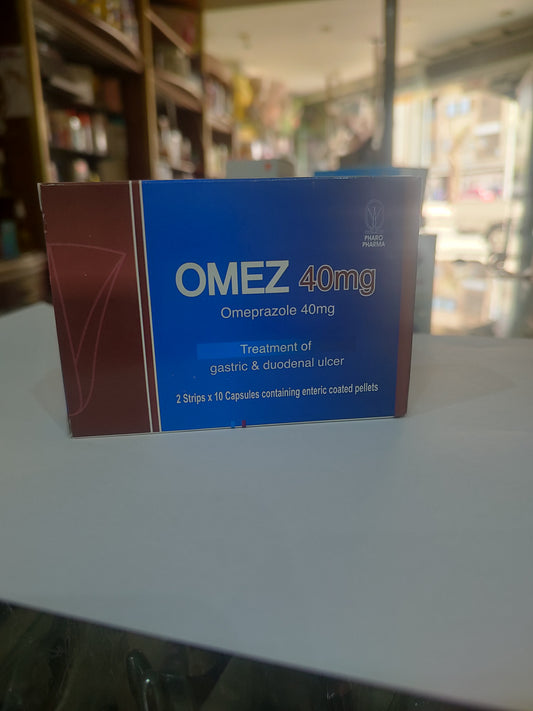 PHARO
PHARMA
OMEZ 40mg
Omeprazole 40mg
Treatment of
gastric & duodenal ulcer
2 Strips x 10 Capsules containing enteric coated pellets